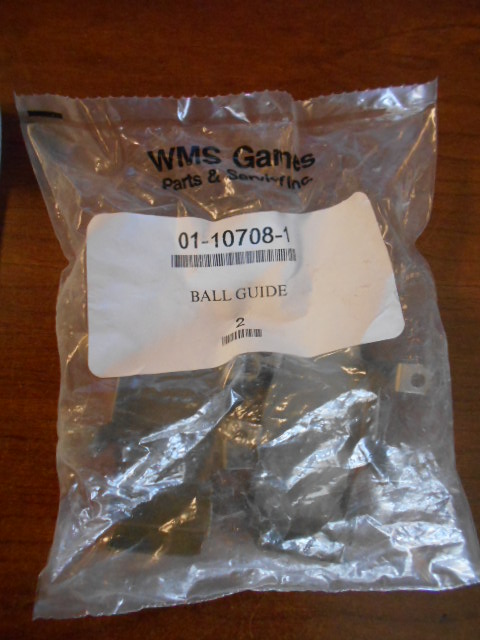 WMS Games
Parts & Service Inc.
01-10708-1
BALL GUIDE
2